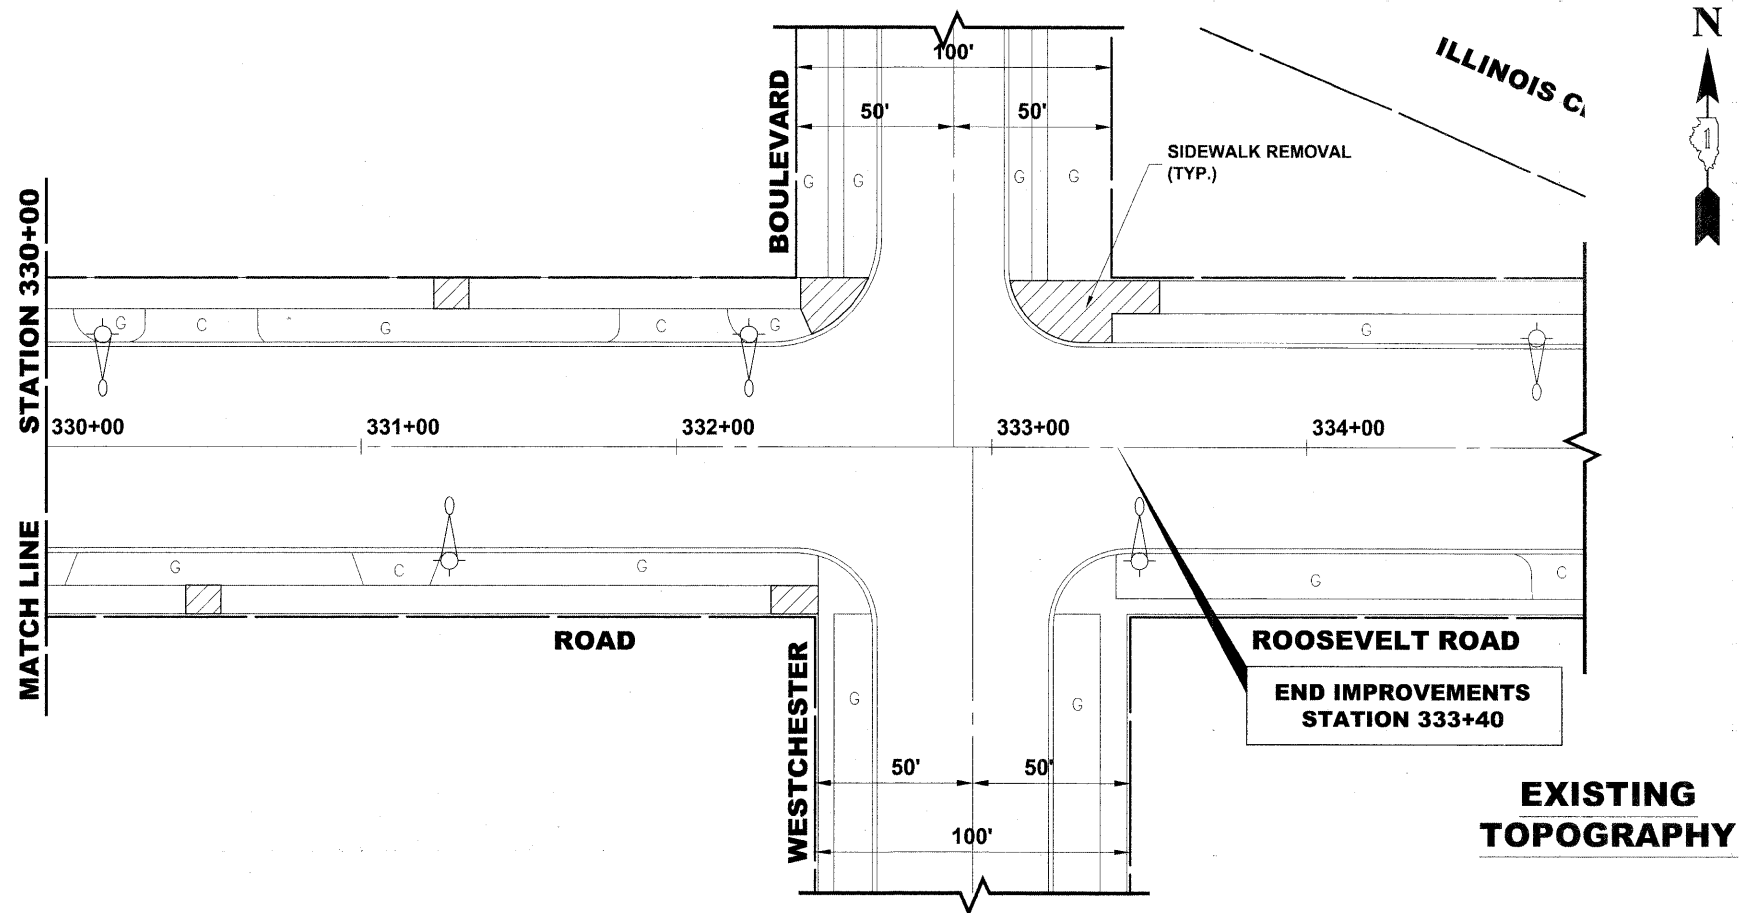 N
1
ILLINOIS C
100'
50' 50'
BOULEVARD
SIDEWALK REMOVAL
(TYP.)
G G G G
STATION 330+00
G C G C G G
330+00 331+00 332+00 333+00 334+00
MATCH LINE
G C G G C
ROAD
ROOSEVELT ROAD
WESTCHESTER
G G
END IMPROVEMENTS
STATION 333+40
50' 50'
100'
EXISTING
TOPOGRAPHY